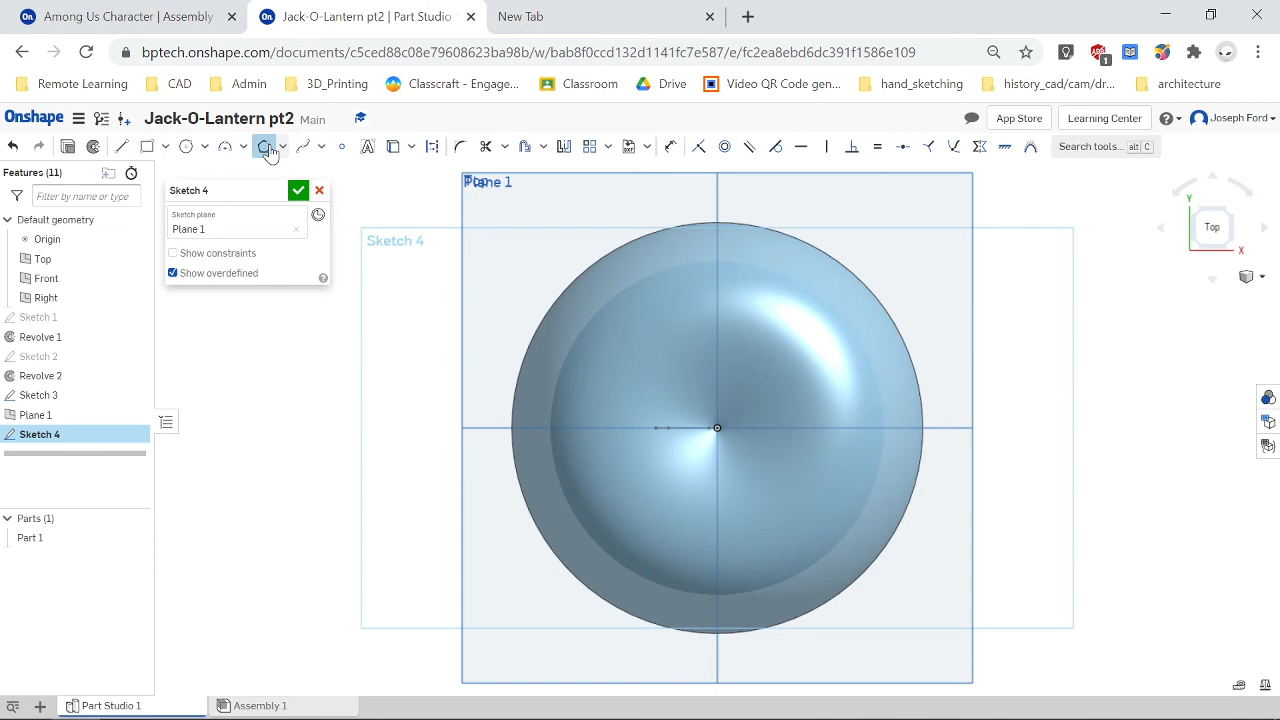 Among Us Character | Assembly
Jack-O-Lantern pt2 | Part Studio
New Tab
bptech.onshape.com/documents/c5ced88c08e79608623ba98b/w/bab8f0ccd132d1141fc7e587/e/fc2ea8ebd6dc391f1586e109
1
Remote Learning
CAD
Admin
3D_Printing
Classcraft - Engage...
Classroom
Drive
Video QR Code gen...
hand_sketching
history_cad/cam/dr...
architecture
Onshape
Jack-O-Lantern pt2
Main
App Store
Learning Center
Joseph Ford
Search tools...
alt C
Features (11)
Filter by name or type
Default geometry
Origin
Top
Front
Right
Sketch 1
Revolve 1
Sketch 2
Revolve 2
Sketch 3
Plane 1
Sketch 4
Parts (1)
Part 1
Sketch 4
Sketch plane
Plane 1
Show constraints
Show overdefined
Plane 1
Sketch 4
Y
Top
X
Part Studio 1
Assembly 1